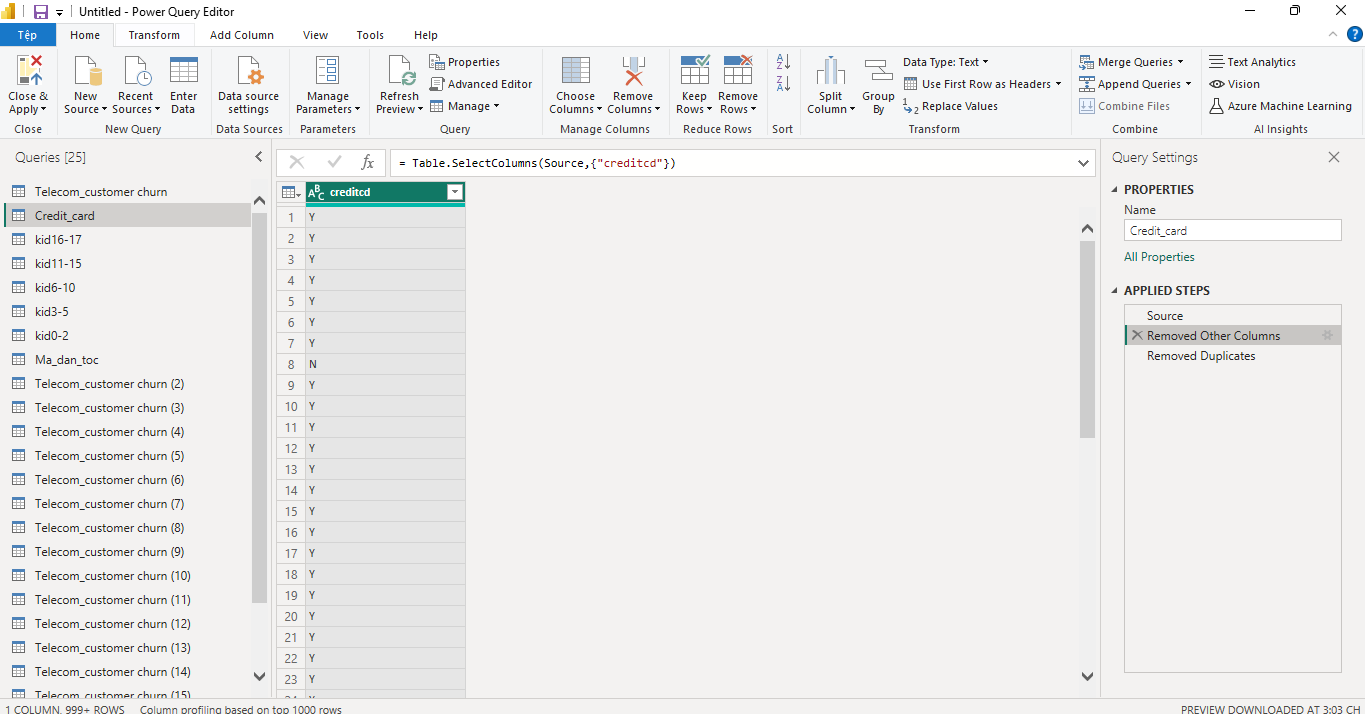 Untitled - Power Query Editor
Tệp Home Transform Add Column View Tools Help
Close & Apply
Close
New Source
Recent Sources
Enter Data
New Query
Data source settings
Data Sources
Manage Parameters
Parameters
Refresh Preview
Properties
Advanced Editor
Manage
Query
Choose Columns
Remove Columns
Manage Columns
Keep Rows
Remove Rows
Reduce Rows
Sort
Split Column
Group By
Data Type: Text
Use First Row as Headers
Replace Values
Transform
Merge Queries
Append Queries
Combine Files
Combine
Text Analytics
Vision
Azure Machine Learning
AI Insights
Queries [25]
Telecom_customer churn
Credit_card
kid16-17
kid11-15
kid6-10
kid3-5
kid0-2
Ma_dan_toc
Telecom_customer churn (2)
Telecom_customer churn (3)
Telecom_customer churn (4)
Telecom_customer churn (5)
Telecom_customer churn (6)
Telecom_customer churn (7)
Telecom_customer churn (8)
Telecom_customer churn (9)
Telecom_customer churn (10)
Telecom_customer churn (11)
Telecom_customer churn (12)
Telecom_customer churn (13)
Telecom_customer churn (14)
Telecom_customer churn (15)
fx = Table.SelectColumns(Source,{"creditcd"})
ABC creditcd
1 Y
2 Y
3 Y
4 Y
5 Y
6 Y
7 Y
8 N
9 Y
10 Y
11 Y
12 Y
13 Y
14 Y
15 Y
16 Y
17 Y
18 Y
19 Y
20 Y
21 Y
22 Y
23 Y
Query Settings
PROPERTIES
Name
Credit_card
All Properties
APPLIED STEPS
Source
Removed Other Columns
Removed Duplicates
1 COLUMN, 999+ ROWS Column profiling based on top 1000 rows
PREVIEW DOWNLOADED AT 3:03 CH